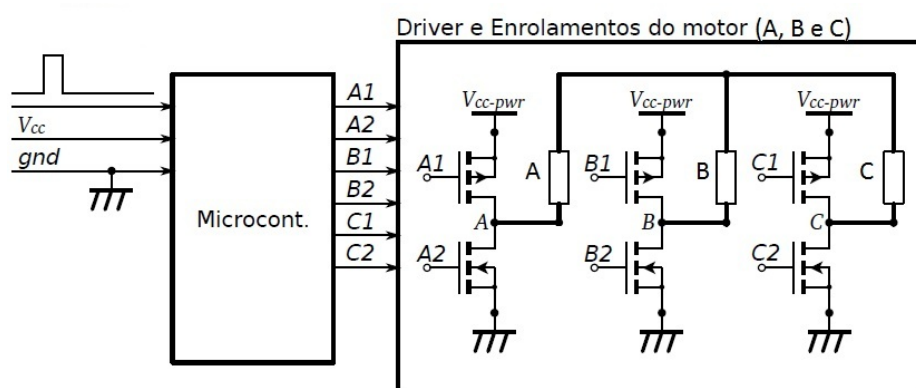 Driver e Enrolamentos do motor (A, B e C)
Vcc
gnd
Microcont.
A1
A2
B1
B2
C1
C2
Vcc-pwr
A1
A
A
A2
Vcc-pwr
B1
B
B
B2
Vcc-pwr
C1
C
C
C2